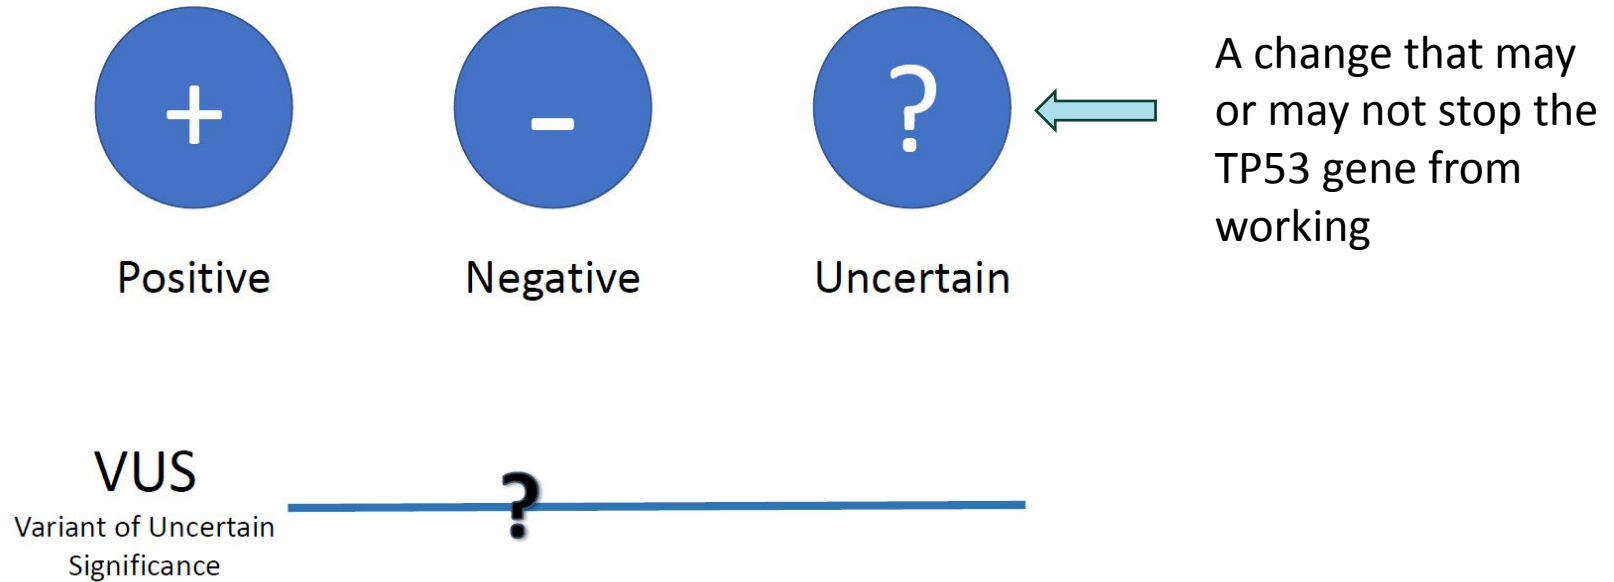 +
-
?
A change that may
or may not stop the
TP53 gene from
working
Positive
Negative
Uncertain
VUS
Variant of Uncertain
Significance
?